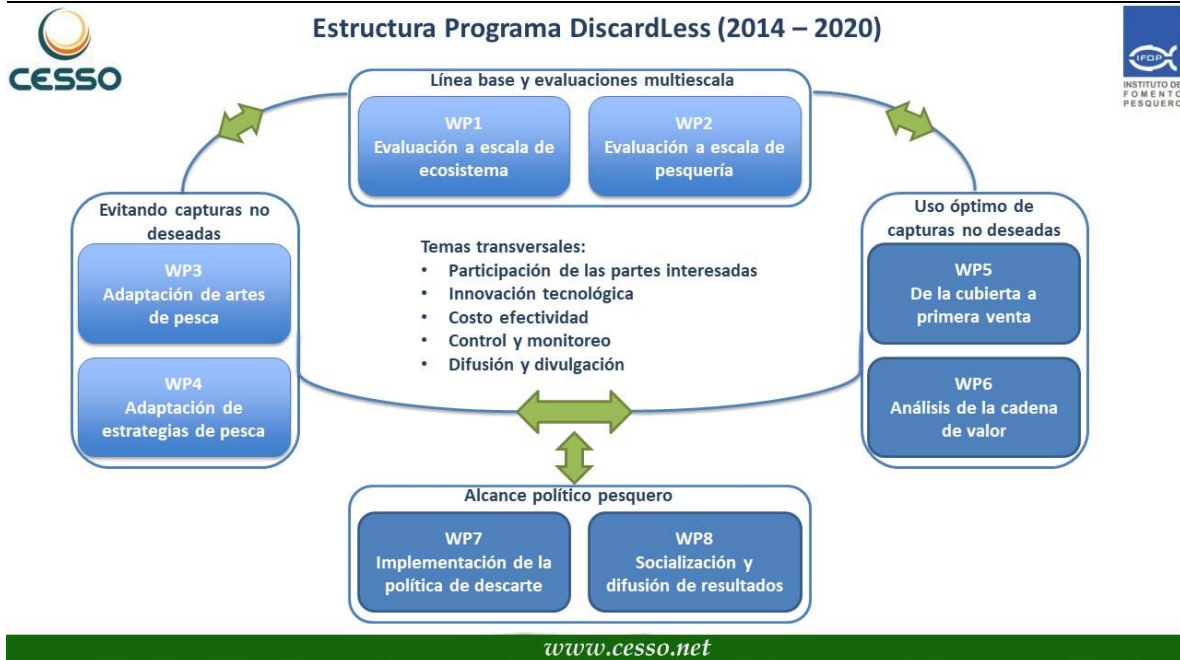 Estructura Programa DiscardLess (2014 – 2020)
CESSO
IFOP
INSTITUTO DE
FOMENTO
PESQUERO
Línea base y evaluaciones multiescala
WP1
Evaluación a escala de
ecosistema
WP2
Evaluación a escala de
pesquería
Evitando capturas no
deseadas
WP3
Adaptación de artes
de pesca
WP4
Adaptación de
estrategias de pesca
Temas transversales:
• Participación de las partes interesadas
• Innovación tecnológica
• Costo efectividad
• Control y monitoreo
• Difusión y divulgación
Uso óptimo de
capturas no deseadas
WP5
De la cubierta a
primera venta
WP6
Análisis de la cadena
de valor
Alcance político pesquero
WP7
Implementación de la
política de descarte
WP8
Socialización y
difusión de resultados
www.cesso.net